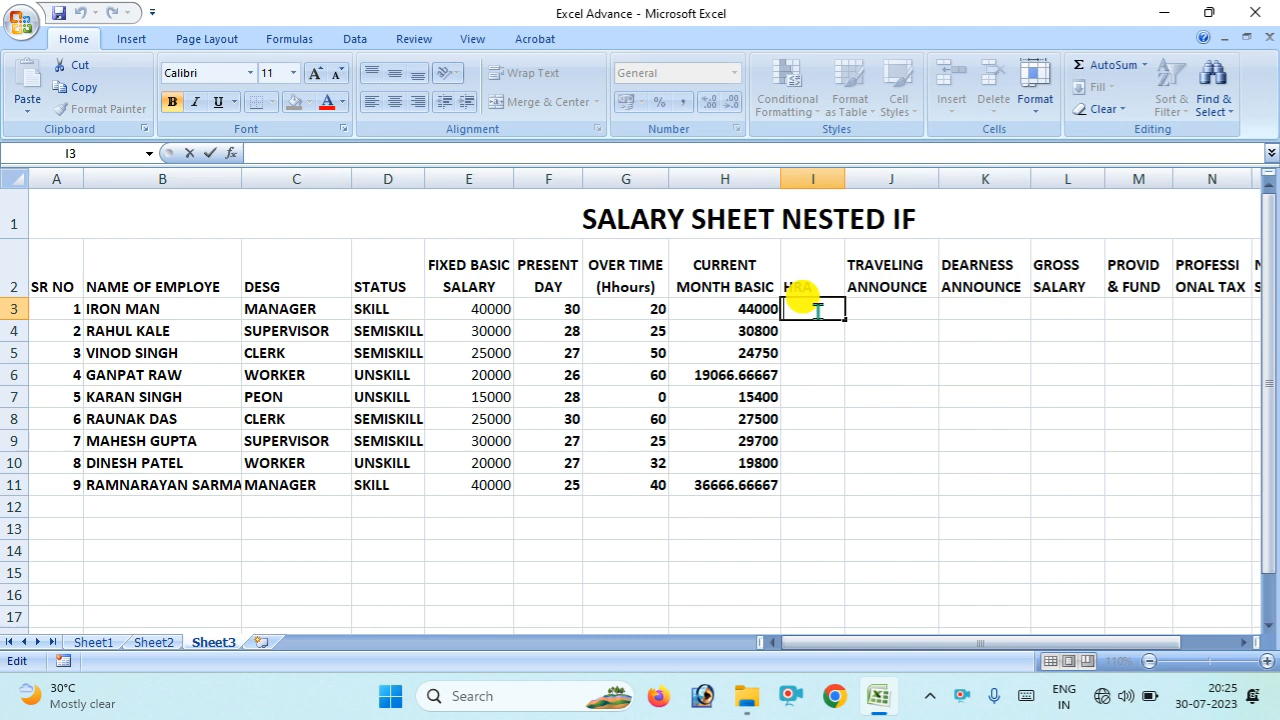 Excel Advance - Microsoft Excel
Home Insert Page Layout Formulas Data Review View Acrobat
Paste Cut Copy Format Painter Clipboard
Calibri 11 A A B I U A Font
Wrap Text Merge & Center Alignment
General % , Number
Conditional Formatting Format as Table Cell Styles Styles
Insert Delete Format Cells
Σ AutoSum Fill Clear Sort & Filter Find & Select Editing
I3 fx
A B C D E F G H I J K L M N
1 SALARY SHEET NESTED IF
FIXED BASIC PRESENT OVER TIME CURRENT TRAVELING DEARNESS GROSS PROVID PROFESSI
2 SR NO NAME OF EMPLOYE DESG STATUS SALARY DAY (Hhours) MONTH BASIC HRA ANNOUNCE ANNOUNCE SALARY & FUND ONAL TAX
3 1 IRON MAN MANAGER SKILL 40000 30 20 44000
4 2 RAHUL KALE SUPERVISOR SEMISKILL 30000 28 25 30800
5 3 VINOD SINGH CLERK SEMISKILL 25000 27 50 24750
6 4 GANPAT RAW WORKER UNSKILL 20000 26 60 19066.66667
7 5 KARAN SINGH PEON UNSKILL 15000 28 0 15400
8 6 RAUNAK DAS CLERK SEMISKILL 25000 30 60 27500
9 7 MAHESH GUPTA SUPERVISOR SEMISKILL 30000 27 25 29700
10 8 DINESH PATEL WORKER UNSKILL 20000 27 32 19800
11 9 RAMNARAYAN SARMA MANAGER SKILL 40000 25 40 36666.66667
12
13
14
15
16
17
Sheet1 Sheet2 Sheet3
Edit 110%
30°C
Mostly clear
Search
ENG
IN
20:25
30-07-2023